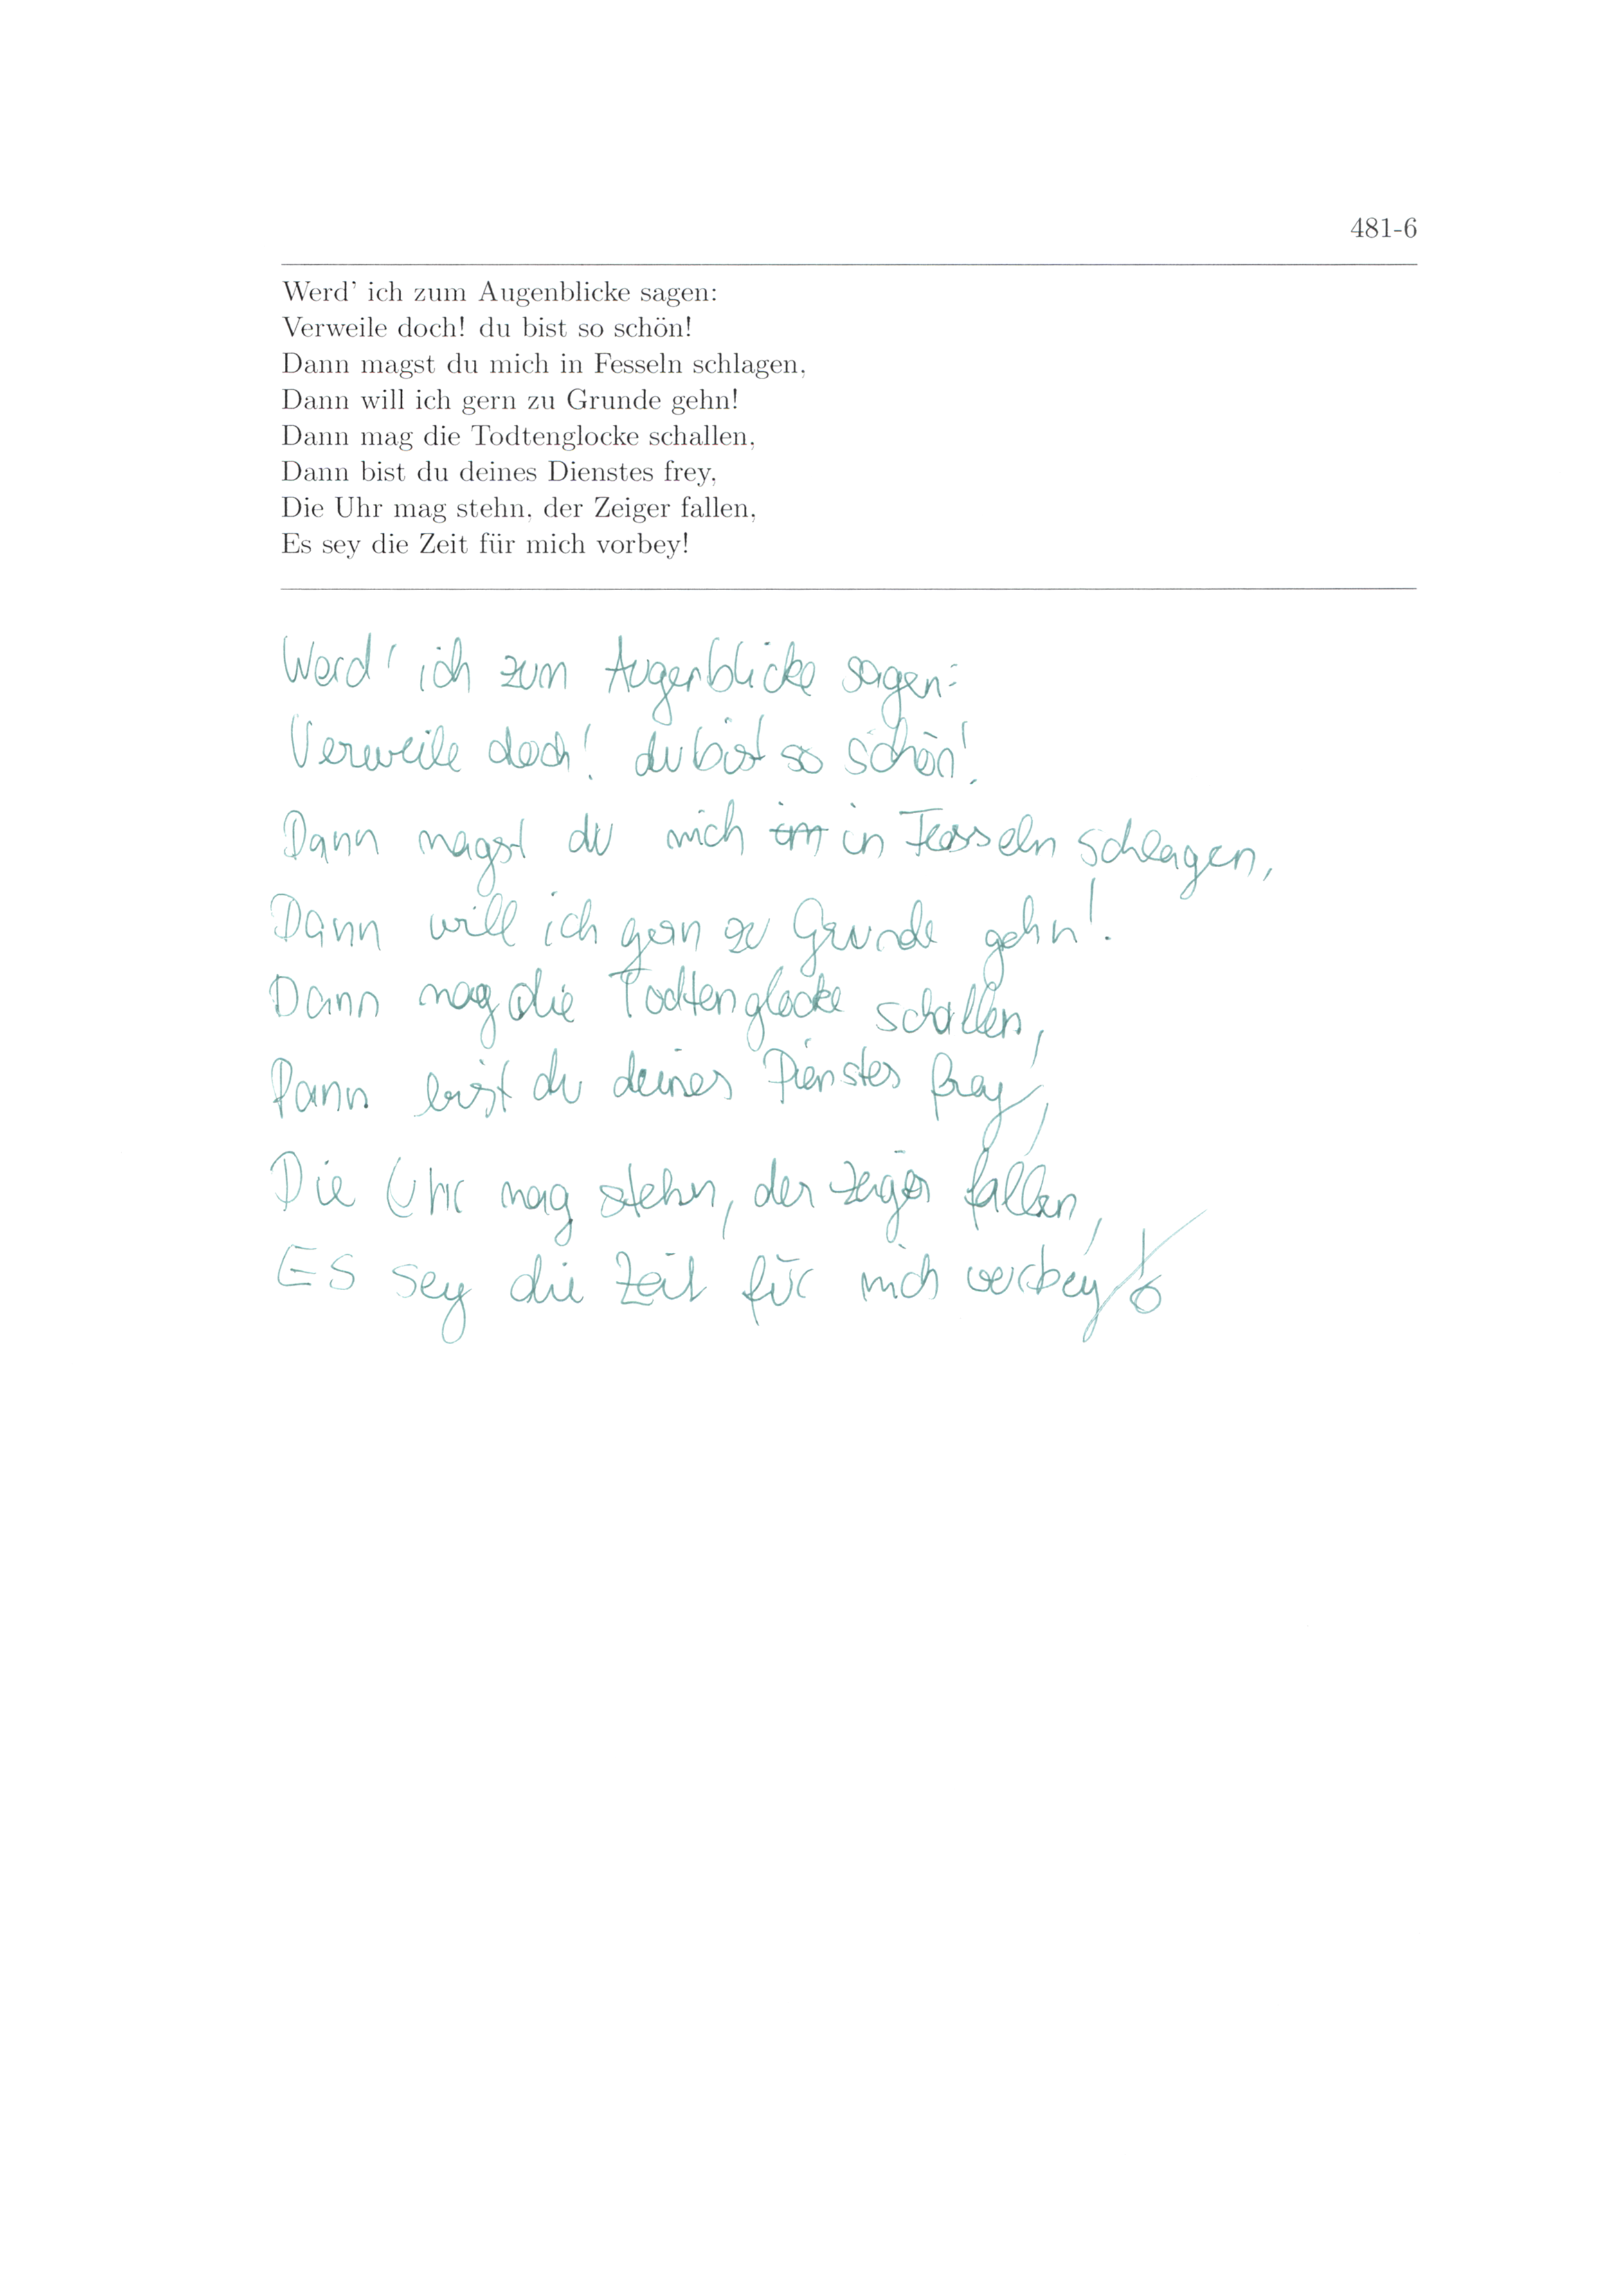 481-6
Werd' ich zum Augenblicke sagen:
Verweile doch! du bist so schön!
Dann magst du mich in Fesseln schlagen,
Dann will ich gern zu Grunde gehn!
Dann mag die Todtenglocke schallen,
Dann bist du deines Dienstes frey,
Die Uhr mag stehn, der Zeiger fallen,
Es sey die Zeit für mich vorbey!
Werd' ich zum Augenblicke sagen:
Verweile doch! du bist so schön!
Dann magst du mich im in Fesseln schlagen,
Dann will ich gern zu Grunde gehn!
Dann mag die Todtenglocke schallen,
Dann bist du deines Dienstes frey,
Die Uhr mag stehn, der Zeiger fallen,
Es sey die Zeit für mich vorbey!